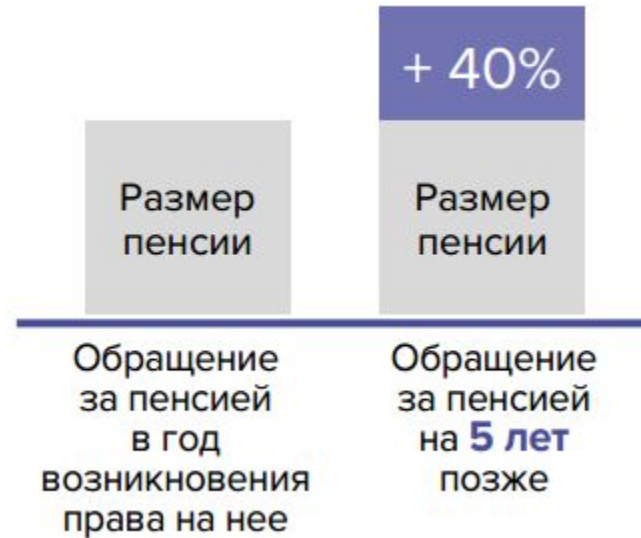 + 40%
Размер
пенсии
Размер
пенсии
Обращение
за пенсией
в год
возникновения
права на нее
Обращение
за пенсией
на 5 лет
позже